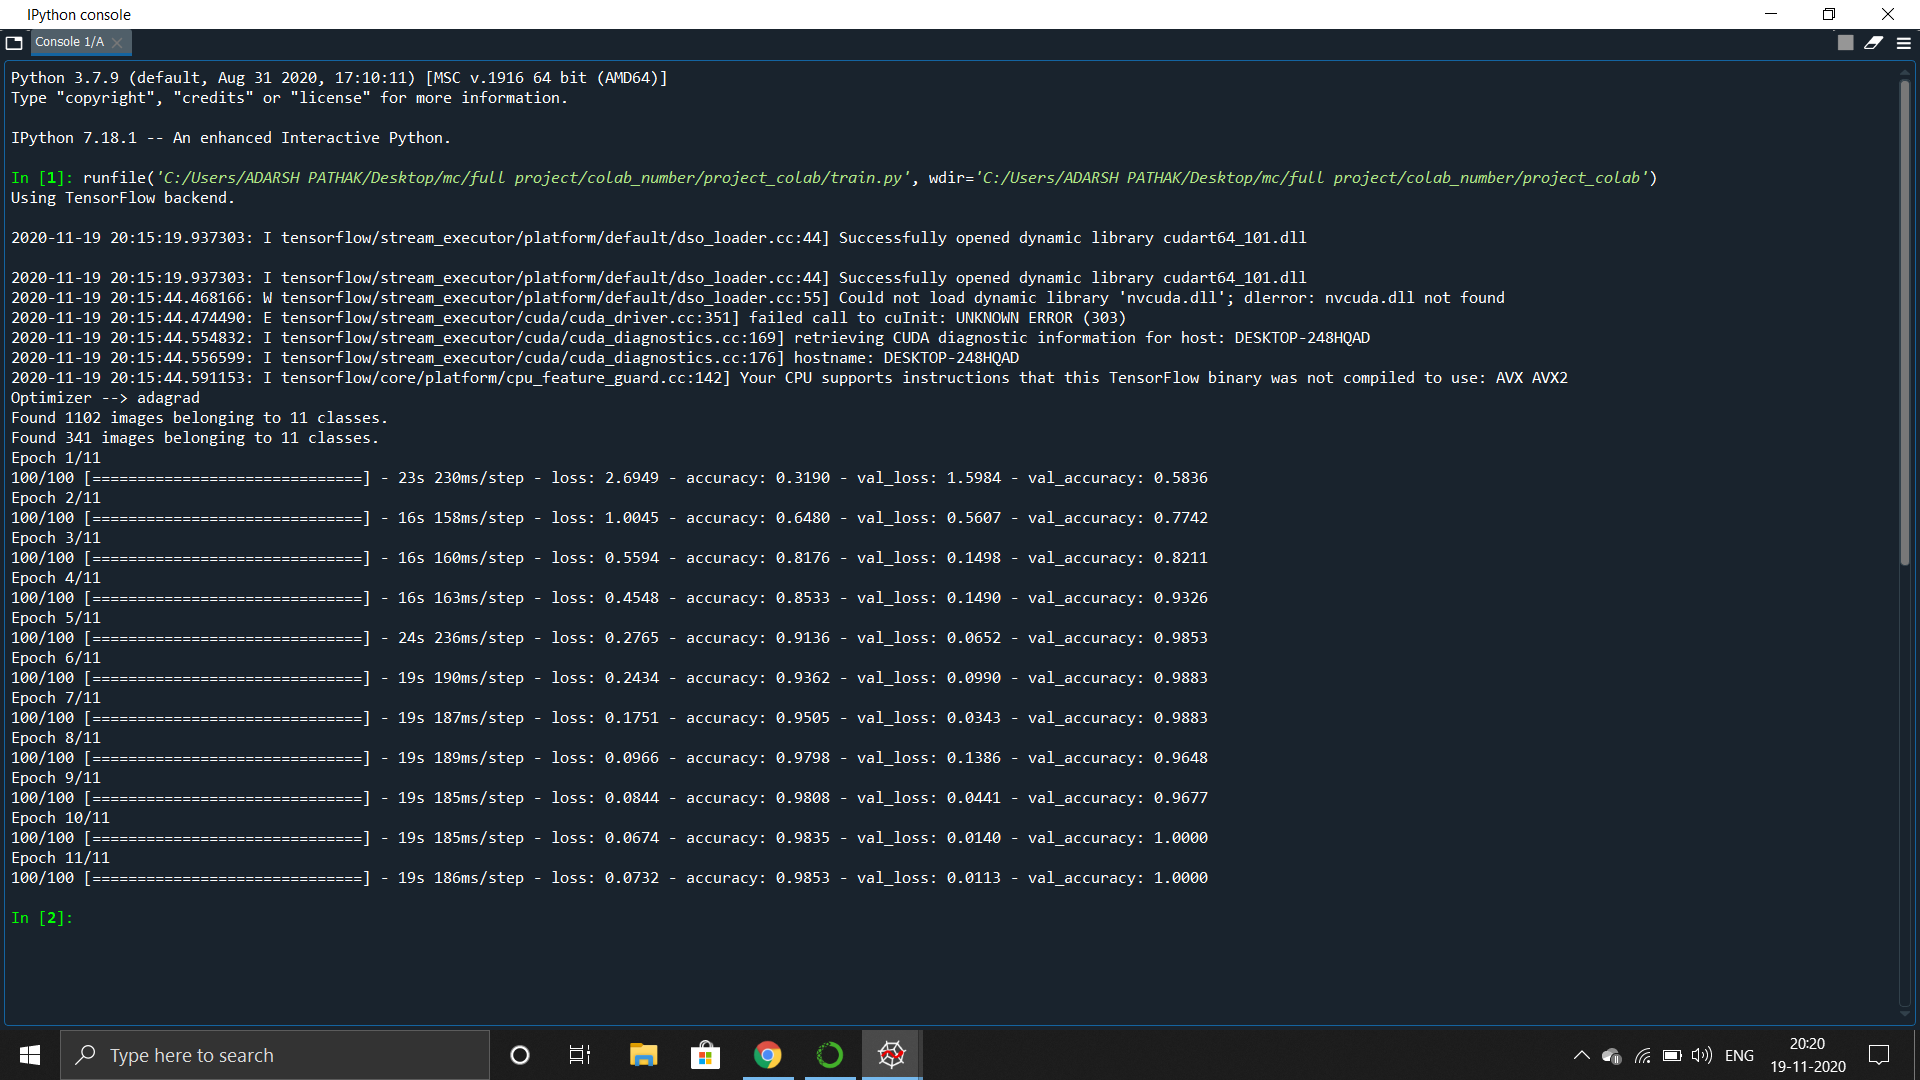 IPython console
Console 1/A
Python 3.7.9 (default, Aug 31 2020, 17:10:11) [MSC v.1916 64 bit (AMD64)]
Type "copyright", "credits" or "license" for more information.
IPython 7.18.1 -- An enhanced Interactive Python.
In [1]: runfile('C:/Users/ADARSH PATHAK/Desktop/mc/full project/colab_number/project_colab/train.py', wdir='C:/Users/ADARSH PATHAK/Desktop/mc/full project/colab_number/project_colab')
Using TensorFlow backend.
2020-11-19 20:15:19.937303: I tensorflow/stream_executor/platform/default/dso_loader.cc:44] Successfully opened dynamic library cudart64_101.dll
2020-11-19 20:15:19.937303: I tensorflow/stream_executor/platform/default/dso_loader.cc:44] Successfully opened dynamic library cudart64_101.dll
2020-11-19 20:15:44.468166: W tensorflow/stream_executor/platform/default/dso_loader.cc:55] Could not load dynamic library 'nvcuda.dll'; dlerror: nvcuda.dll not found
2020-11-19 20:15:44.474490: E tensorflow/stream_executor/cuda/cuda_driver.cc:351] failed call to cuInit: UNKNOWN ERROR (303)
2020-11-19 20:15:44.554832: I tensorflow/stream_executor/cuda/cuda_diagnostics.cc:169] retrieving CUDA diagnostic information for host: DESKTOP-248HQAD
2020-11-19 20:15:44.556599: I tensorflow/stream_executor/cuda/cuda_diagnostics.cc:176] hostname: DESKTOP-248HQAD
2020-11-19 20:15:44.591153: I tensorflow/core/platform/cpu_feature_guard.cc:142] Your CPU supports instructions that this TensorFlow binary was not compiled to use: AVX AVX2
Optimizer --> adagrad
Found 1102 images belonging to 11 classes.
Found 341 images belonging to 11 classes.
Epoch 1/11
100/100 [==============================] - 23s 230ms/step - loss: 2.6949 - accuracy: 0.3190 - val_loss: 1.5984 - val_accuracy: 0.5836
Epoch 2/11
100/100 [==============================] - 16s 158ms/step - loss: 1.0045 - accuracy: 0.6480 - val_loss: 0.5607 - val_accuracy: 0.7742
Epoch 3/11
100/100 [==============================] - 16s 160ms/step - loss: 0.5594 - accuracy: 0.8176 - val_loss: 0.1498 - val_accuracy: 0.8211
Epoch 4/11
100/100 [==============================] - 16s 163ms/step - loss: 0.4548 - accuracy: 0.8533 - val_loss: 0.1490 - val_accuracy: 0.9326
Epoch 5/11
100/100 [==============================] - 24s 236ms/step - loss: 0.2765 - accuracy: 0.9136 - val_loss: 0.0652 - val_accuracy: 0.9853
Epoch 6/11
100/100 [==============================] - 19s 190ms/step - loss: 0.2434 - accuracy: 0.9362 - val_loss: 0.0990 - val_accuracy: 0.9883
Epoch 7/11
100/100 [==============================] - 19s 187ms/step - loss: 0.1751 - accuracy: 0.9505 - val_loss: 0.0343 - val_accuracy: 0.9883
Epoch 8/11
100/100 [==============================] - 19s 189ms/step - loss: 0.0966 - accuracy: 0.9798 - val_loss: 0.1386 - val_accuracy: 0.9648
Epoch 9/11
100/100 [==============================] - 19s 185ms/step - loss: 0.0844 - accuracy: 0.9808 - val_loss: 0.0441 - val_accuracy: 0.9677
Epoch 10/11
100/100 [==============================] - 19s 185ms/step - loss: 0.0674 - accuracy: 0.9835 - val_loss: 0.0140 - val_accuracy: 1.0000
Epoch 11/11
100/100 [==============================] - 19s 186ms/step - loss: 0.0732 - accuracy: 0.9853 - val_loss: 0.0113 - val_accuracy: 1.0000
In [2]:
Type here to search
ENG
20:20
19-11-2020